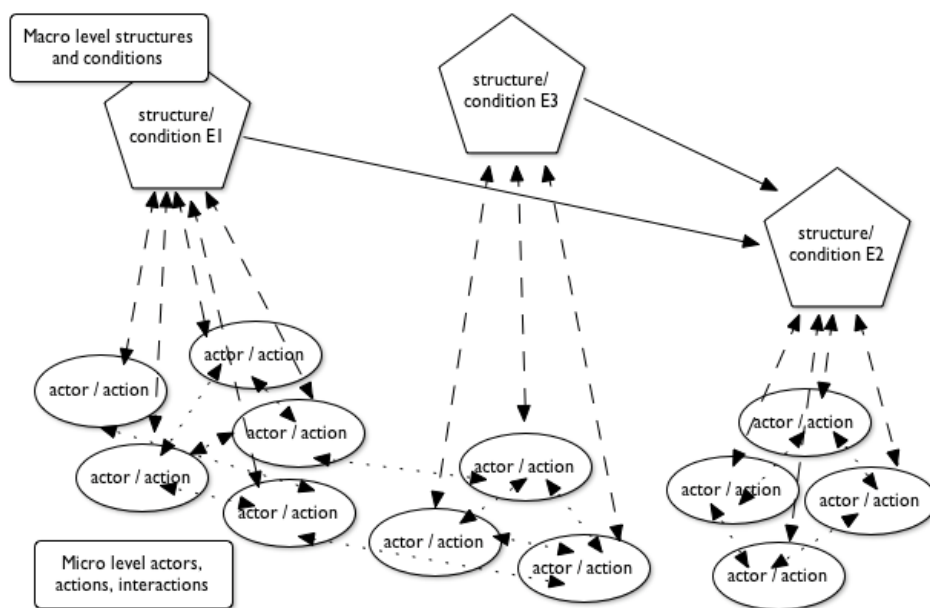 Macro level structures
and conditions
structure/
condition E1
structure/
condition E3
structure/
condition E2
actor / action
actor / action
actor / action
actor / action
actor / action
actor / action
actor / action
actor / action
actor / action
actor / action
actor / action
actor / action
Micro level actors,
actions, interactions